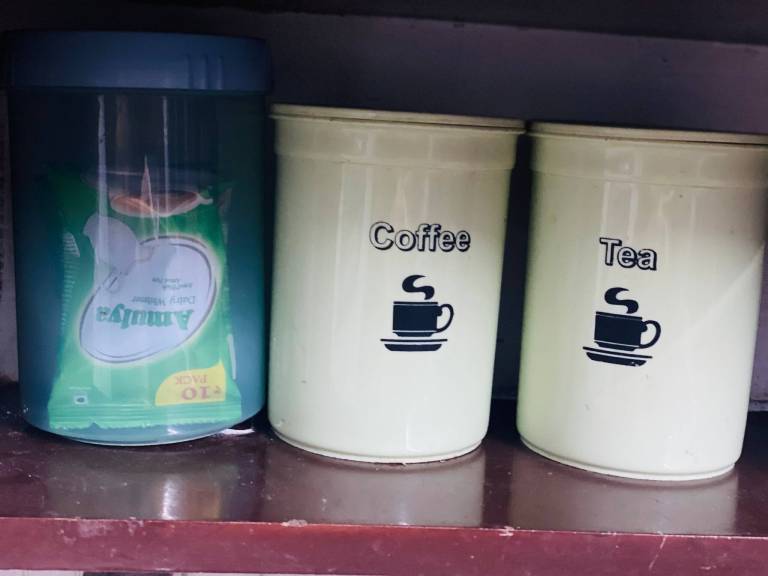 Amulya
Dairy Whitener
₹10
PACK
Coffee
Tea